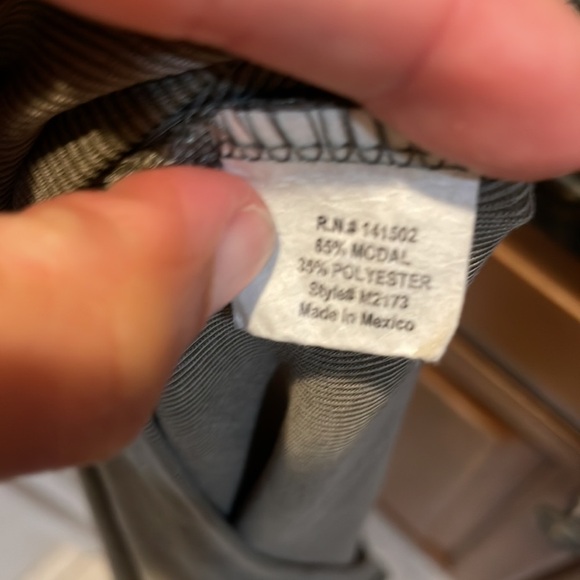 R.N.# 141502
65% MODAL
35% POLYESTER
Style# M2173
Made in Mexico